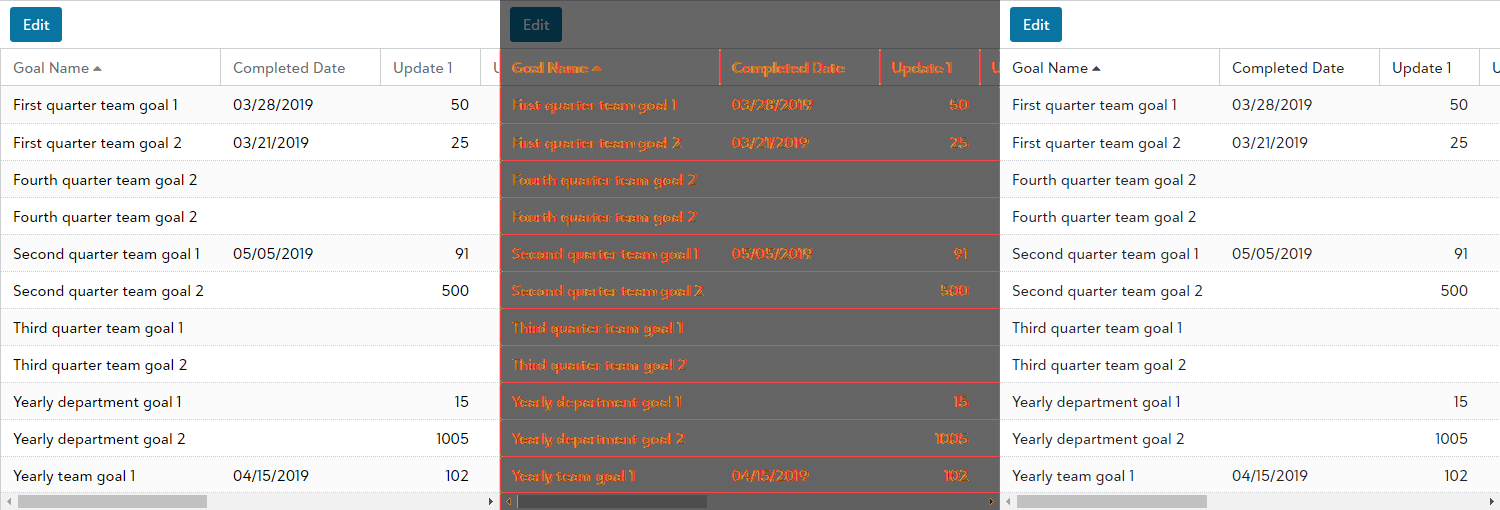 Edit Edit Edit
Goal Name Completed Date Update 1 U Goal Name Completed Date Update 1 U Goal Name Completed Date Update 1 U
First quarter team goal 1 03/28/2019 50 First quarter team goal 1 03/28/2019 50 First quarter team goal 1 03/28/2019 50
First quarter team goal 2 03/21/2019 25 First quarter team goal 2 03/21/2019 25 First quarter team goal 2 03/21/2019 25
Fourth quarter team goal 2 Fourth quarter team goal 2 Fourth quarter team goal 2
Fourth quarter team goal 2 Fourth quarter team goal 2 Fourth quarter team goal 2
Second quarter team goal 1 05/05/2019 91 Second quarter team goal 1 05/05/2019 91 Second quarter team goal 1 05/05/2019 91
Second quarter team goal 2 500 Second quarter team goal 2 500 Second quarter team goal 2 500
Third quarter team goal 1 Third quarter team goal 1 Third quarter team goal 1
Third quarter team goal 2 Third quarter team goal 2 Third quarter team goal 2
Yearly department goal 1 15 Yearly department goal 1 15 Yearly department goal 1 15
Yearly department goal 2 1005 Yearly department goal 2 1005 Yearly department goal 2 1005
Yearly team goal 1 04/15/2019 102 Yearly team goal 1 04/15/2019 102 Yearly team goal 1 04/15/2019 102